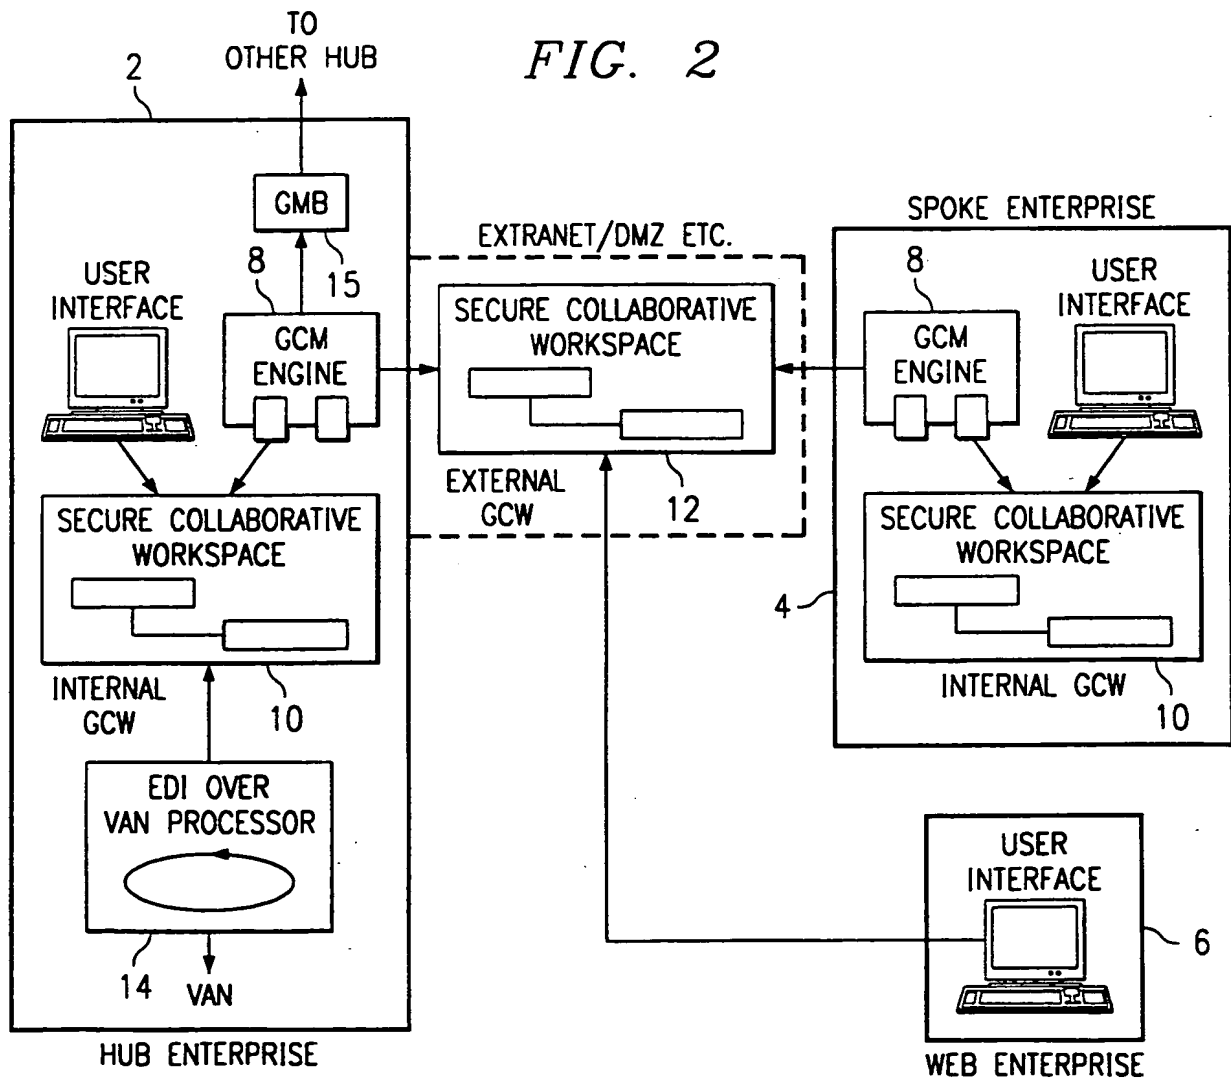 FIG. 2
TO
OTHER HUB
2
GMB
15
8
USER
INTERFACE
GCM
ENGINE
SECURE COLLABORATIVE
WORKSPACE
INTERNAL
GCW
10
EDI OVER
VAN PROCESSOR
14
VAN
HUB ENTERPRISE
EXTRANET/DMZ ETC.
SECURE COLLABORATIVE
WORKSPACE
EXTERNAL
GCW
12
SPOKE ENTERPRISE
8
USER
INTERFACE
GCM
ENGINE
SECURE COLLABORATIVE
WORKSPACE
4
INTERNAL GCW
10
USER
INTERFACE
6
WEB ENTERPRISE